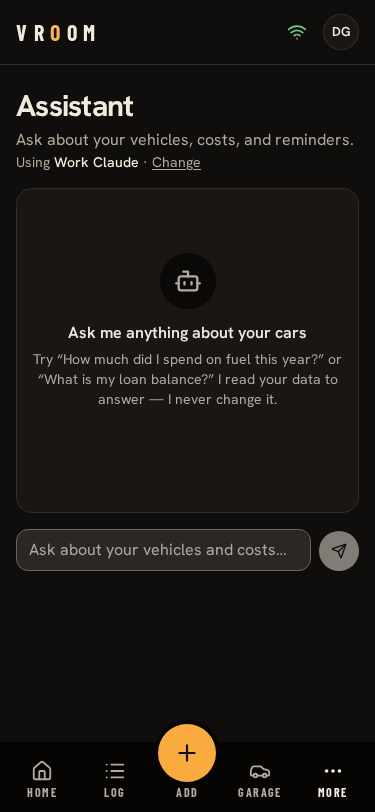 VROOM
DG
Assistant
Ask about your vehicles, costs, and reminders.
Using Work Claude · Change
Ask me anything about your cars
Try “How much did I spend on fuel this year?” or
“What is my loan balance?” I read your data to
answer — I never change it.
Ask about your vehicles and costs...
HOME
LOG
ADD
GARAGE
MORE